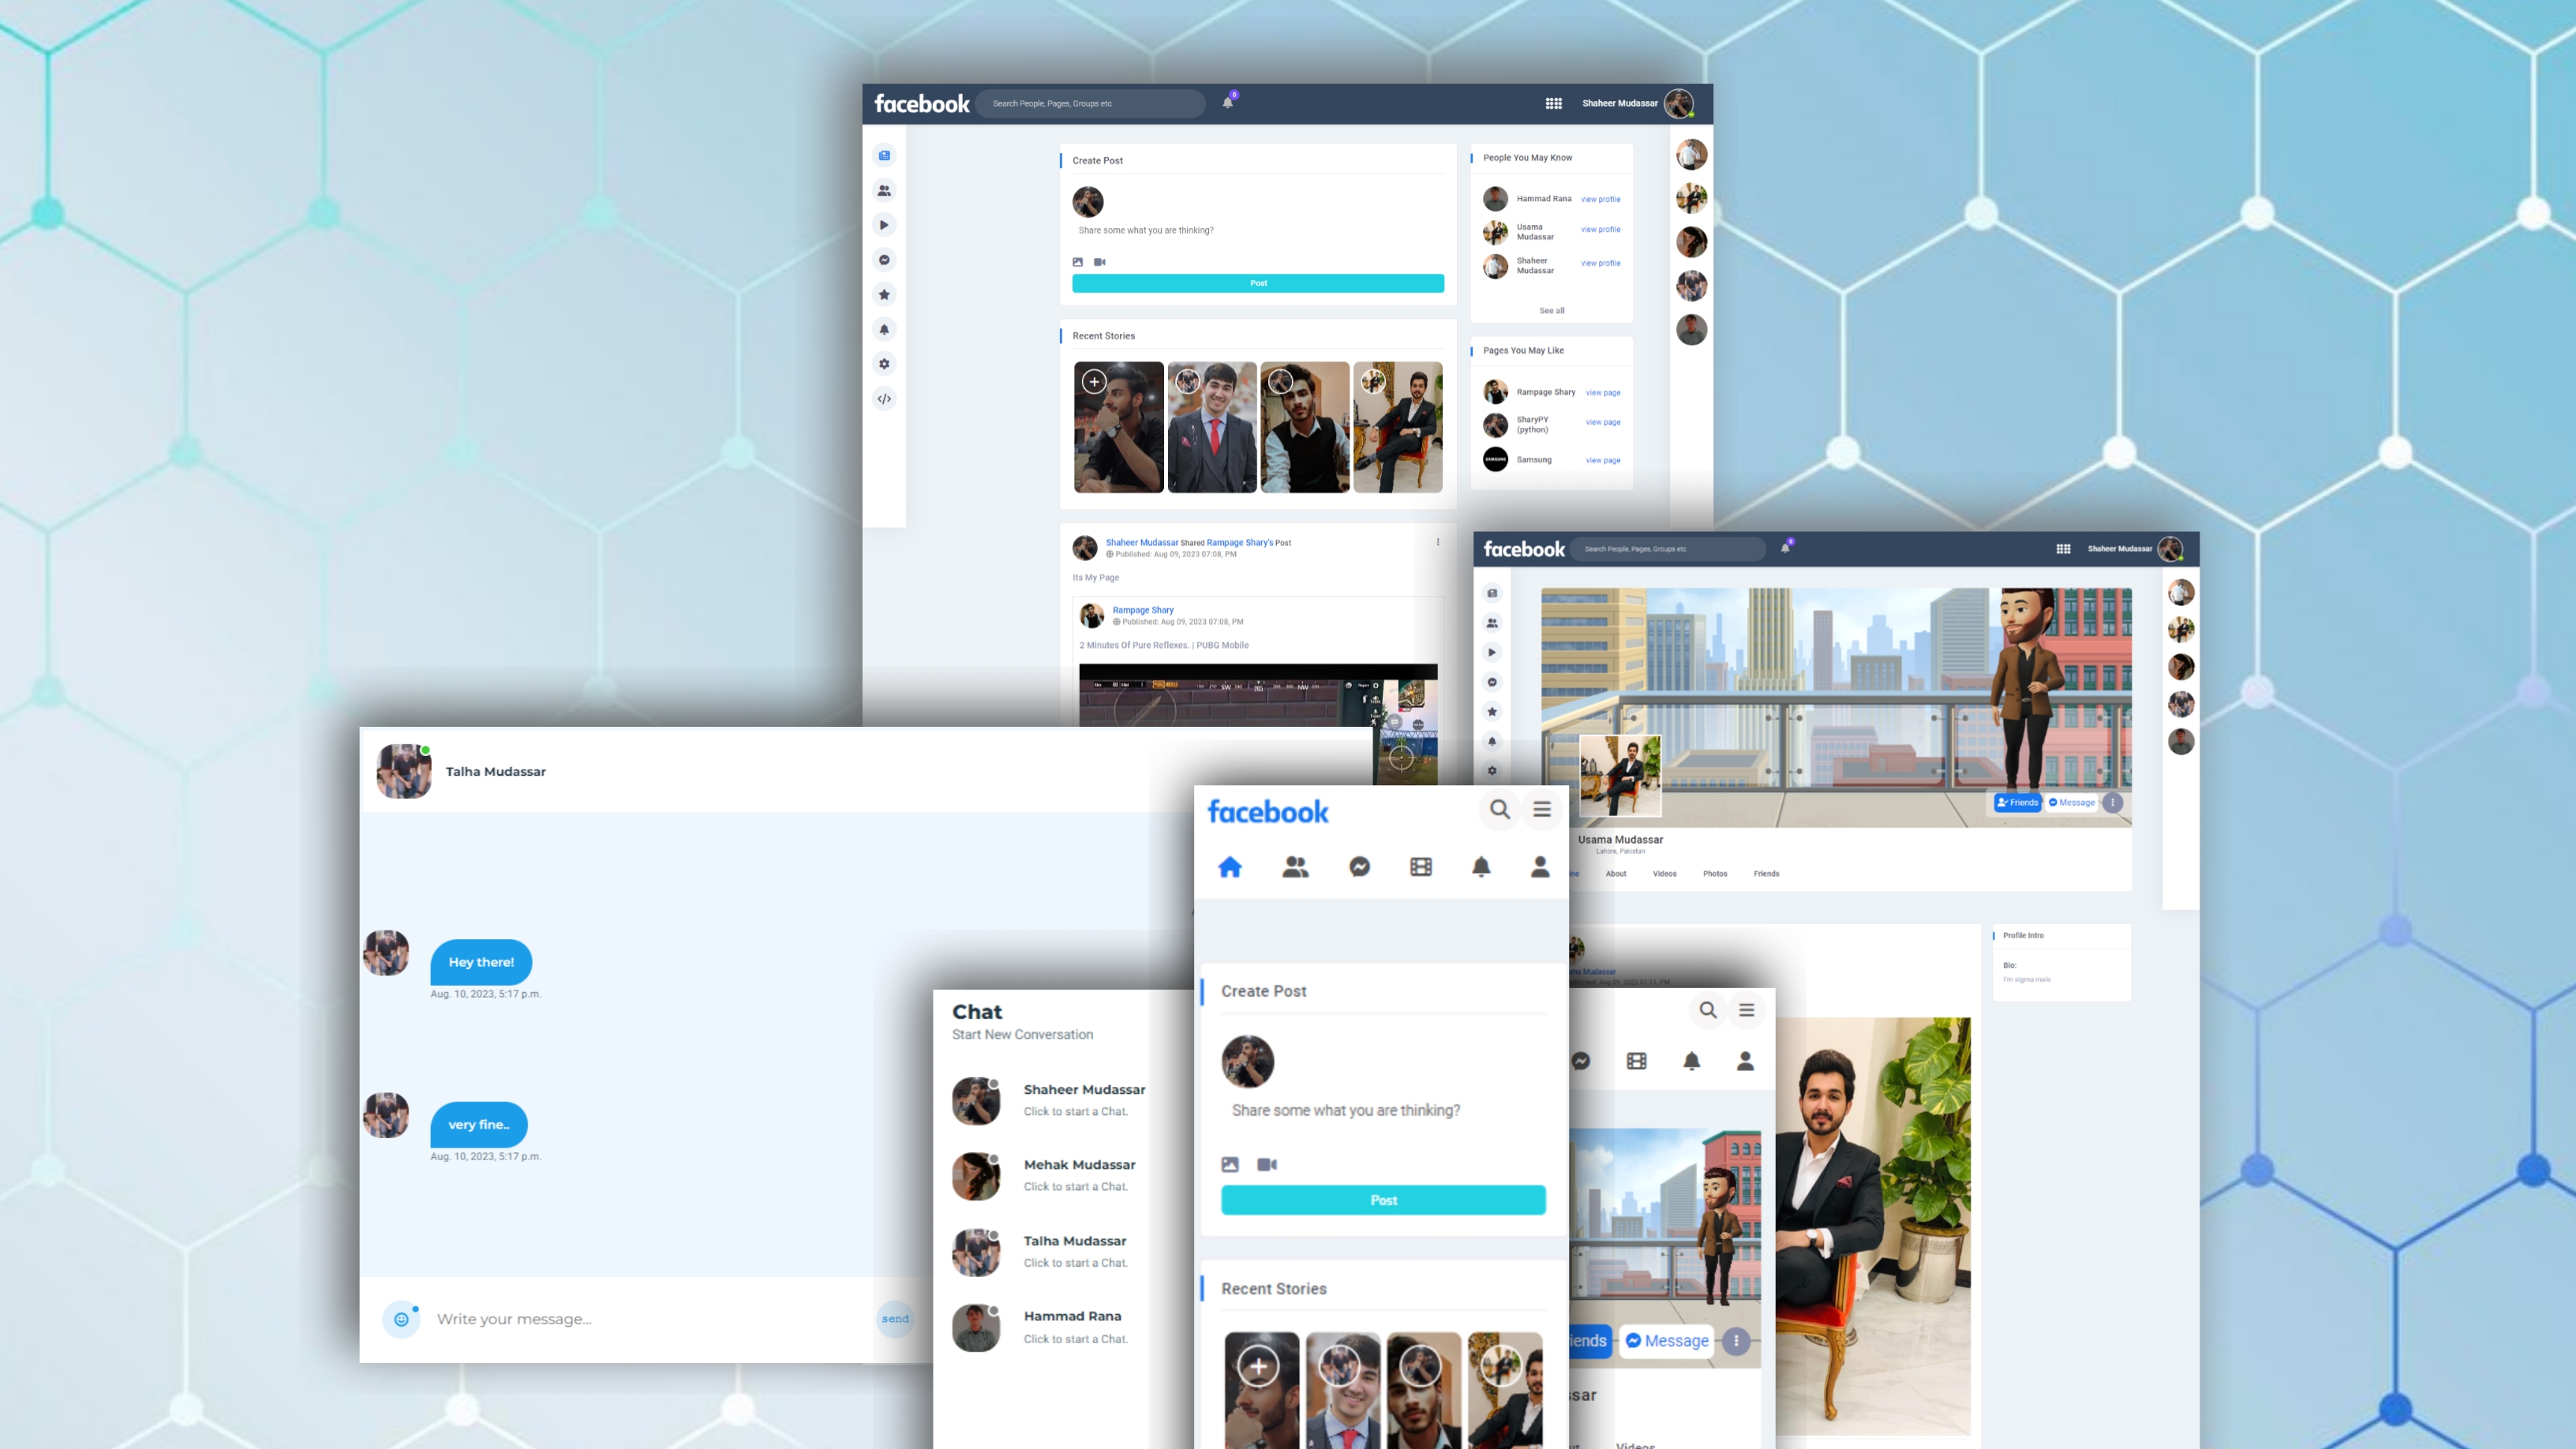 facebook
Search People, Pages, Groups etc
0
Shaheer Mudassar
Create Post
Share some what you are thinking?
Post
Recent Stories
Shaheer Mudassar Shared Rampage Shary's Post
Published: Aug 09, 2023 07:08, PM
Its My Page
Rampage Shary
Published: Aug 09, 2023 07:08, PM
2 Minutes Of Pure Reflexes. | PUBG Mobile
SW
NW
People You May Know
Hammad Rana view profile
Usama
Mudassar
view profile
Shaheer
Mudassar
view profile
See all
Pages You May Like
Rampage Shary view page
SharyPY
(python)
view page
SAMSUNG
Samsung view page
facebook
Search People, Pages, Groups etc
0
Shaheer Mudassar
Friends
Message
Usama Mudassar
Lahore, Pakistan
About
Videos
Photos
Friends
Mudassar
Profile Intro
Bio:
I'm sigma male
Talha Mudassar
Hey there!
Aug. 10, 2023, 5:17 p.m.
very fine..
Aug. 10, 2023, 5:17 p.m.
Write your message...
send
Chat
Start New Conversation
Shaheer Mudassar
Click to start a Chat.
Mehak Mudassar
Click to start a Chat.
Talha Mudassar
Click to start a Chat.
Hammad Rana
Click to start a Chat.
facebook
Create Post
Share some what you are thinking?
Post
Recent Stories
iends
Message
ssar
Videos